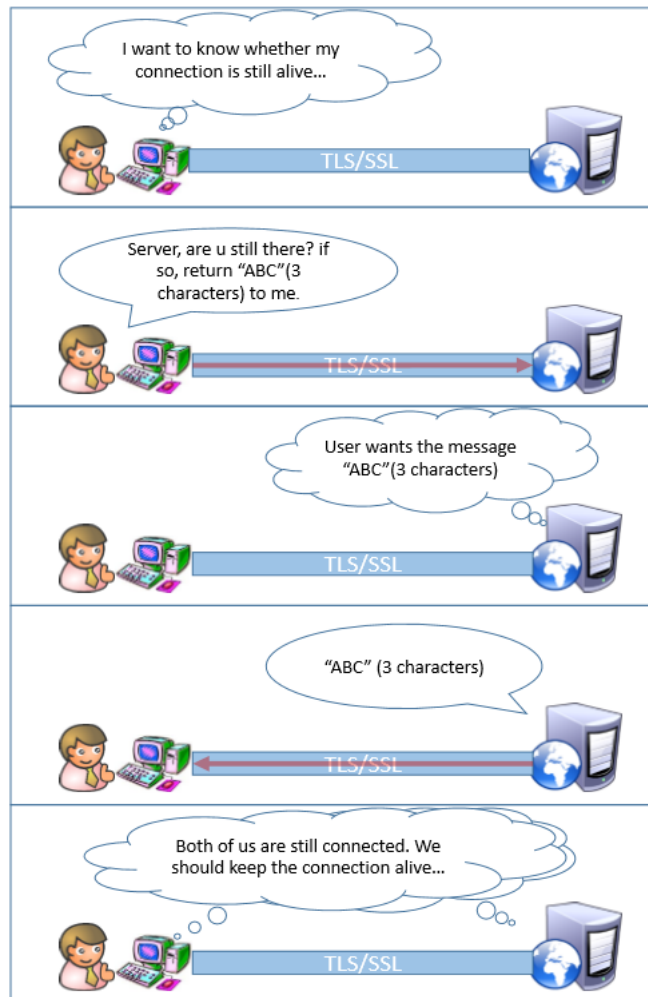 I want to know whether my
connection is still alive...
TLS/SSL
Server, are u still there? if
so, return “ABC”(3
characters) to me.
TLS/SSL
User wants the message
“ABC”(3 characters)
TLS/SSL
“ABC” (3 characters)
TLS/SSL
Both of us are still connected. We
should keep the connection alive...
TLS/SSL